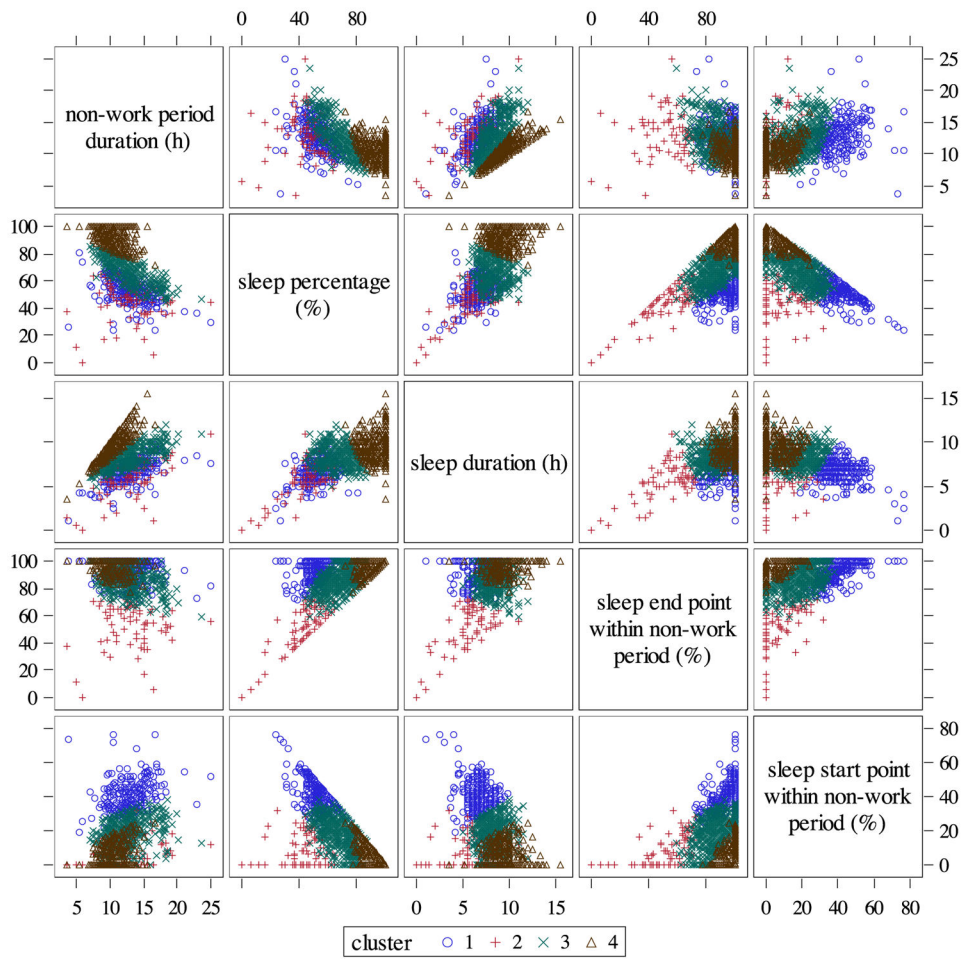 0 40 80 0 40 80
non-work period
duration (h)
25
20
15
10
5
100
80
60
40
20
0
sleep percentage
(%)
sleep duration (h)
15
10
5
0
100
80
60
40
20
0
sleep end point
within non-work
period (%)
sleep start point
within non-work
period (%)
80
60
40
20
0
5 10 15 20 25 0 5 10 15 0 20 40 60 80
cluster 1 2 3 4